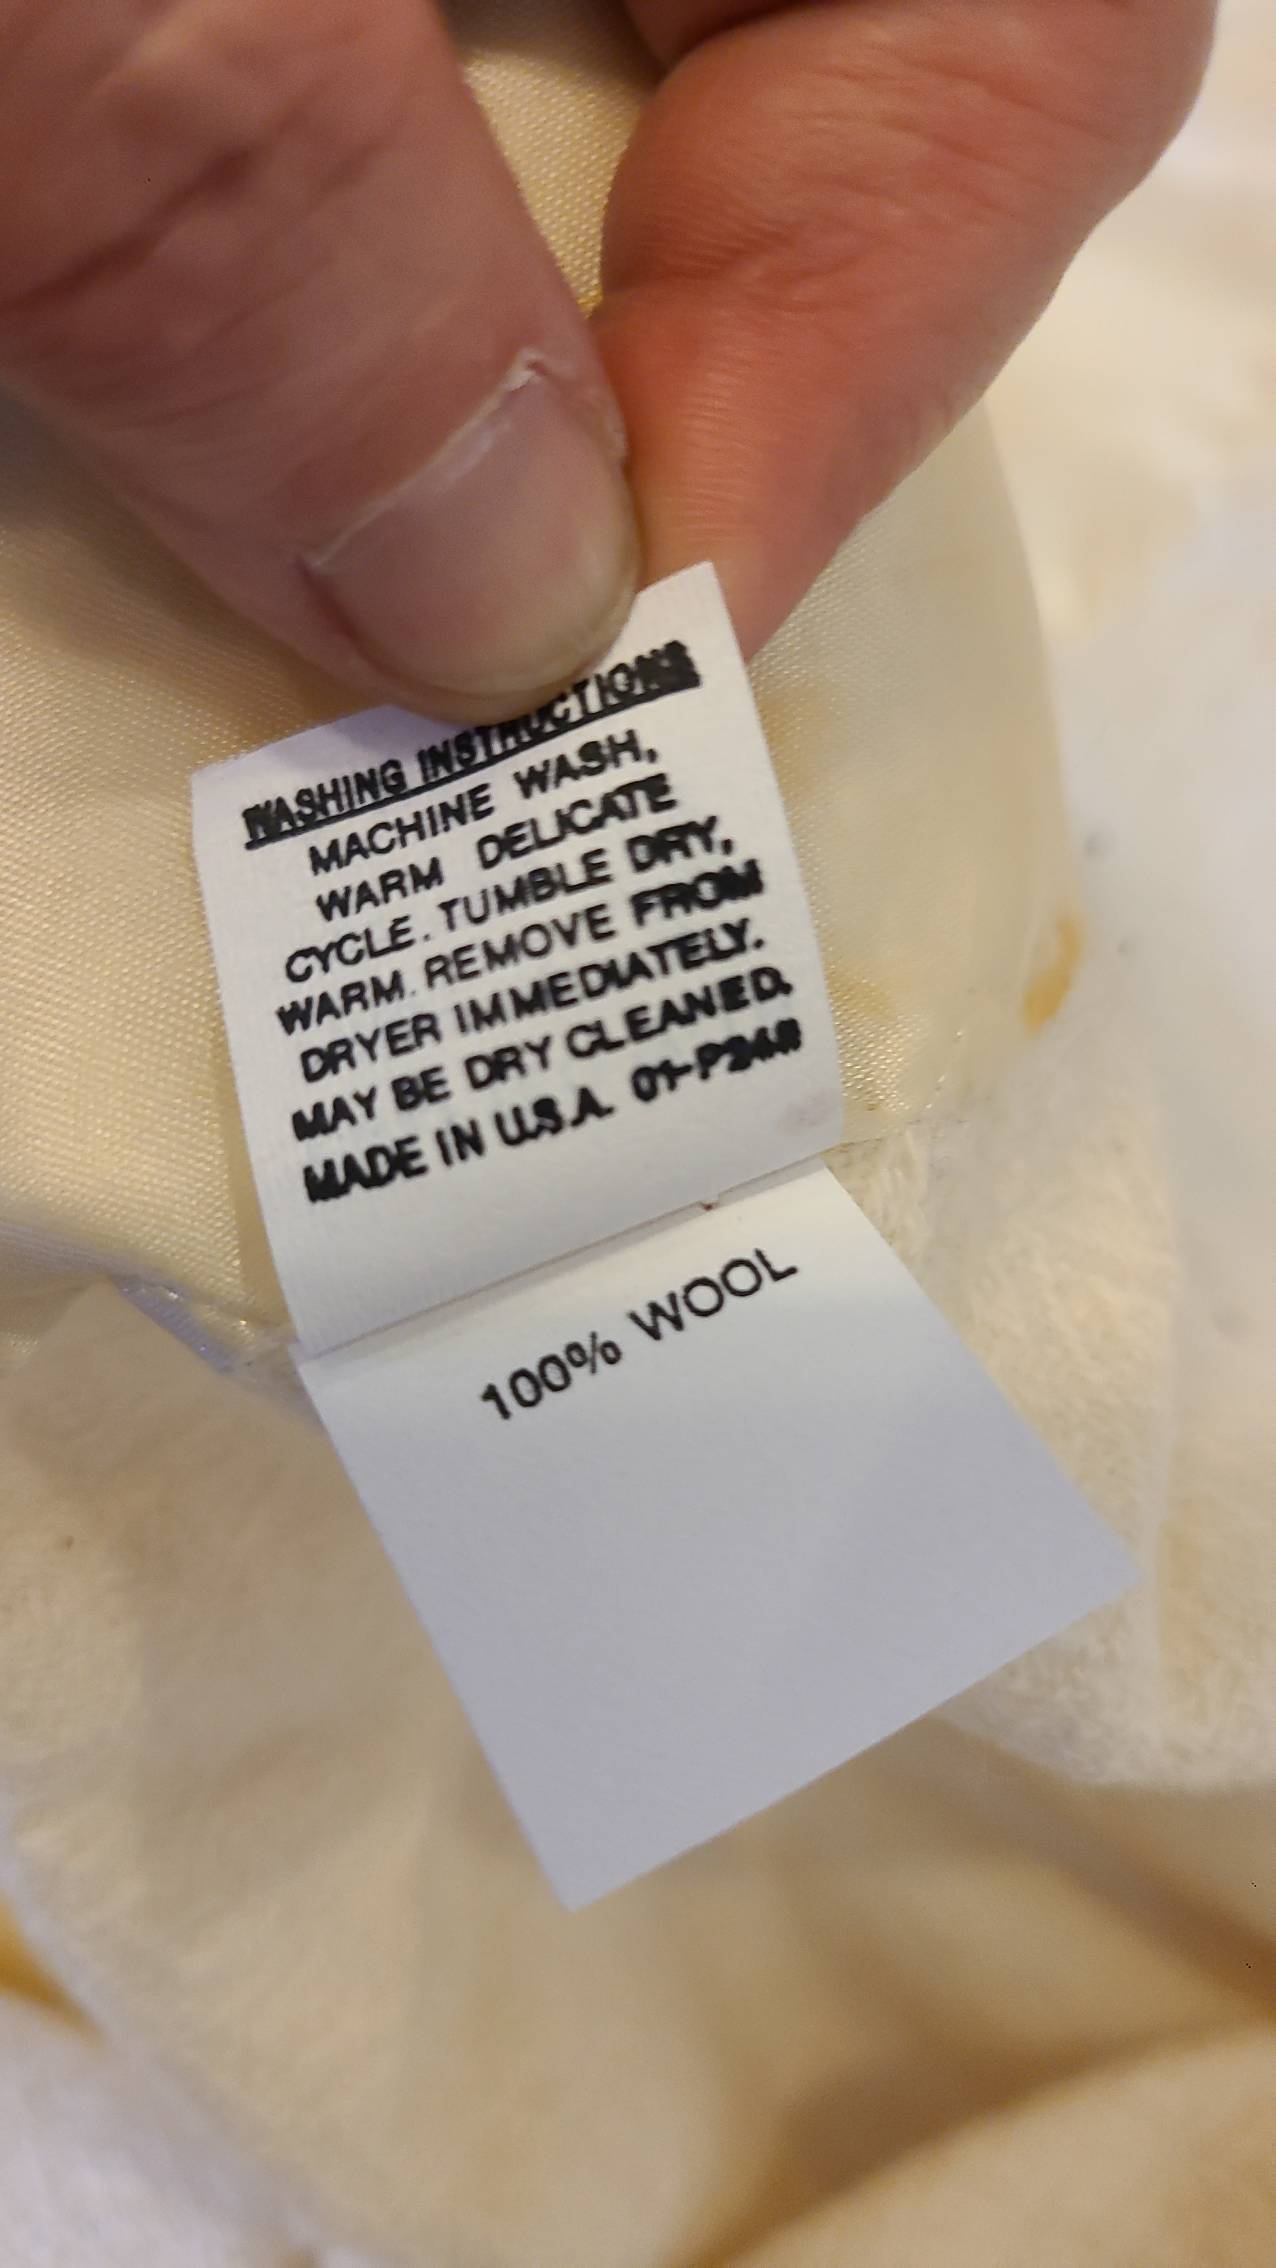 WASHING INSTRUCTIONS
MACHINE WASH,
WARM DELICATE
CYCLE. TUMBLE DRY,
WARM. REMOVE FROM
DRYER IMMEDIATELY.
MAY BE DRY CLEANED.
MADE IN U.S.A.
100% WOOL